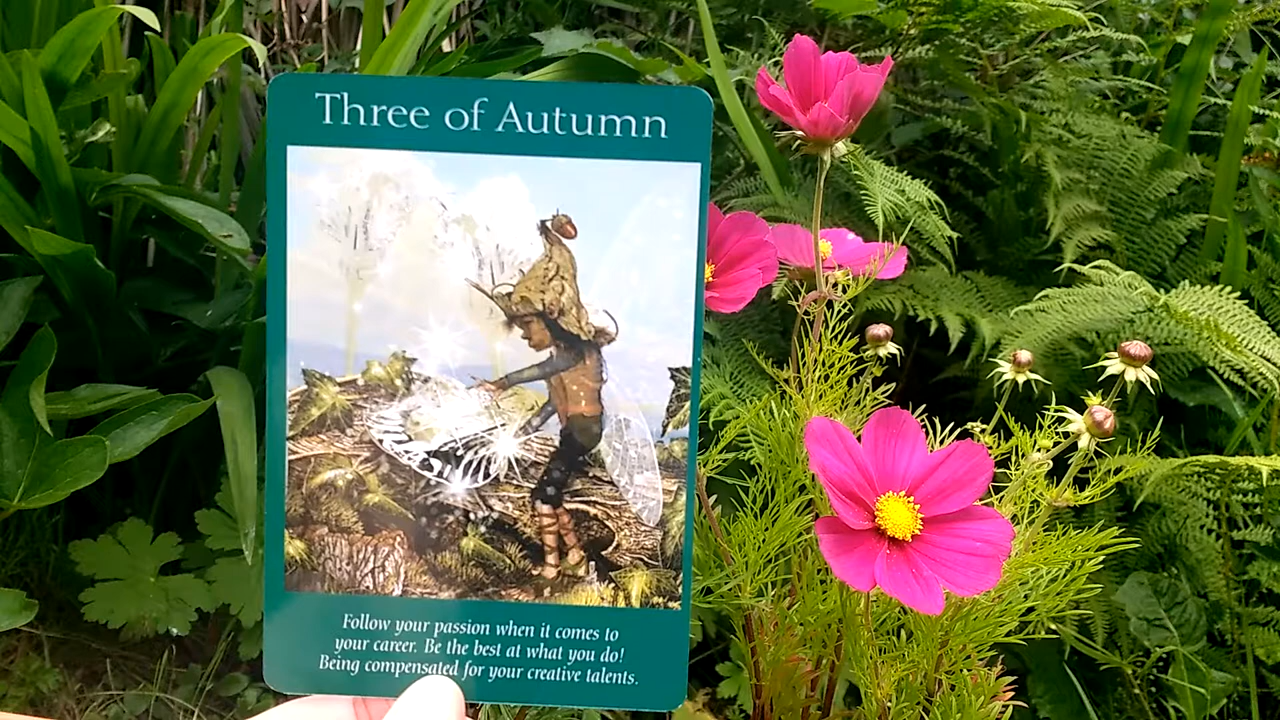 Three of Autumn
Follow your passion when it comes to
your career. Be the best at what you do!
Being compensated for your creative talents.